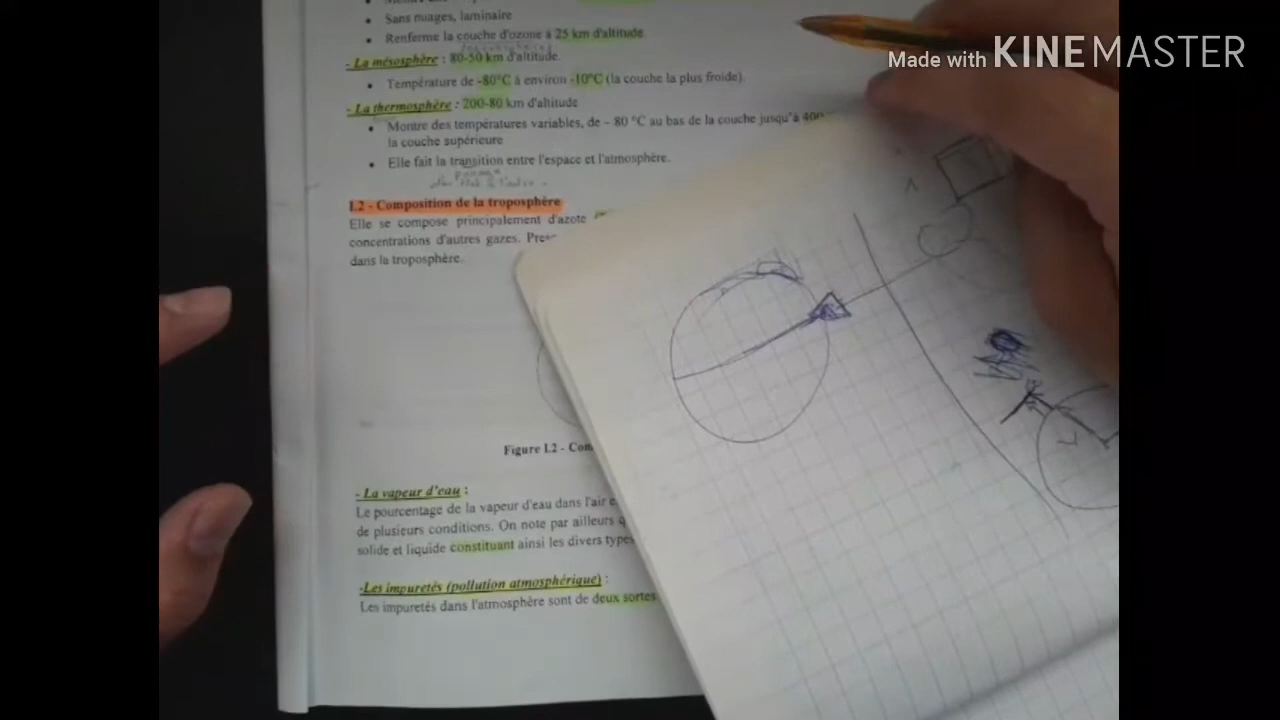 Made with KINEMASTER
Sans nuages, laminaire
Renferme la couche d'ozone à 25 km d'altitude.
- La mésosphère : 80-50 km d'altitude.
Température de -80°C à environ -10°C (la couche la plus froide).
- La thermosphère : 200-80 km d'altitude
Montre des températures variables, de – 80 °C au bas de la couche jusqu'à 400
la couche supérieure
Elle fait la transition entre l'espace et l'atmosphère.
I.2 - Composition de la troposphère
Elle se compose principalement d'azote
concentrations d'autres gazes.
dans la troposphère.
Figure I.2 -
- La vapeur d'eau :
Le pourcentage de la vapeur d'eau dans l'air
de plusieurs conditions. On note par ailleurs
solide et liquide constituant ainsi les divers types
-Les impuretés (pollution atmosphérique) :
Les impuretés dans l'atmosphère sont de deux sortes